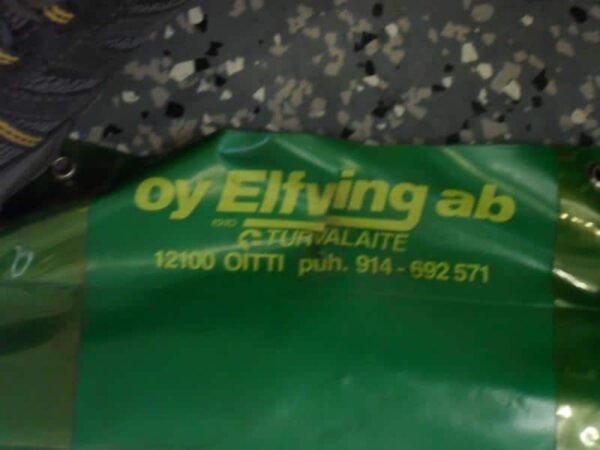 oy Elfving ab
TURVALAITE
12100 OITTI puh. 914-692 571